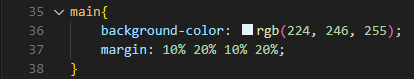 35 main{
36 background-color: rgb(224, 246, 255);
37 margin: 10% 20% 10% 20%;
38 }